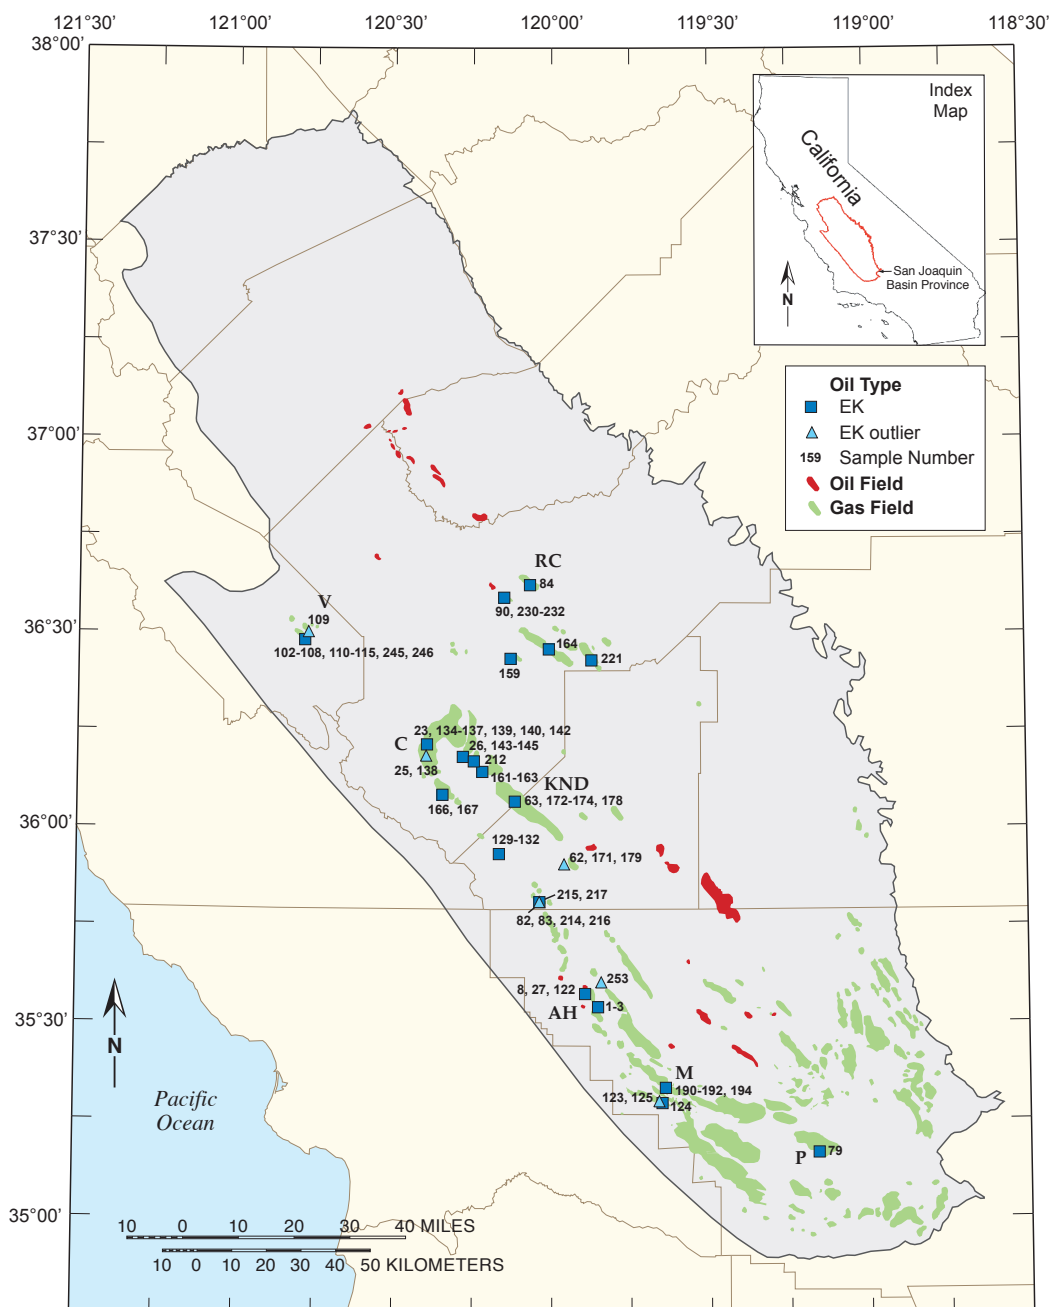 121°30' 121°00' 120°30' 120°00' 119°30' 119°00' 118°30'
38°00'
37°30'
37°00'
36°30'
36°00'
35°30'
35°00'
Index
Map
California
San Joaquin
Basin Province
N
Oil Type
EK
EK outlier
159 Sample Number
Oil Field
Gas Field
RC
84
90, 230-232
V
109
102-108, 110-115, 245, 246
164
221
159
23, 134-137, 139, 140, 142
C
26, 143-145
212
25, 138
161-163
KND
63, 172-174, 178
166, 167
129-132
62, 171, 179
215, 217
82, 83, 214, 216
253
8, 27, 122
1-3
AH
M
190-192, 194
123, 125
124
79
P
N
Pacific
Ocean
10 0 10 20 30 40 MILES
10 0 10 20 30 40 50 KILOMETERS